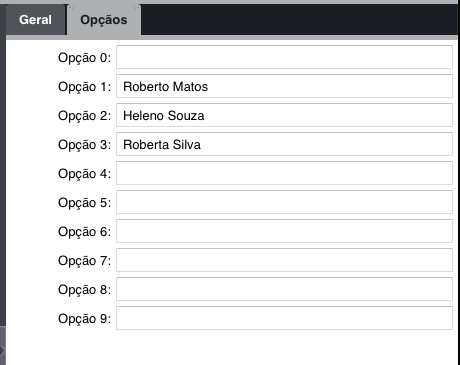 Geral Opçãos
Opção 0:
Opção 1: Roberto Matos
Opção 2: Heleno Souza
Opção 3: Roberta Silva
Opção 4:
Opção 5:
Opção 6:
Opção 7:
Opção 8:
Opção 9: